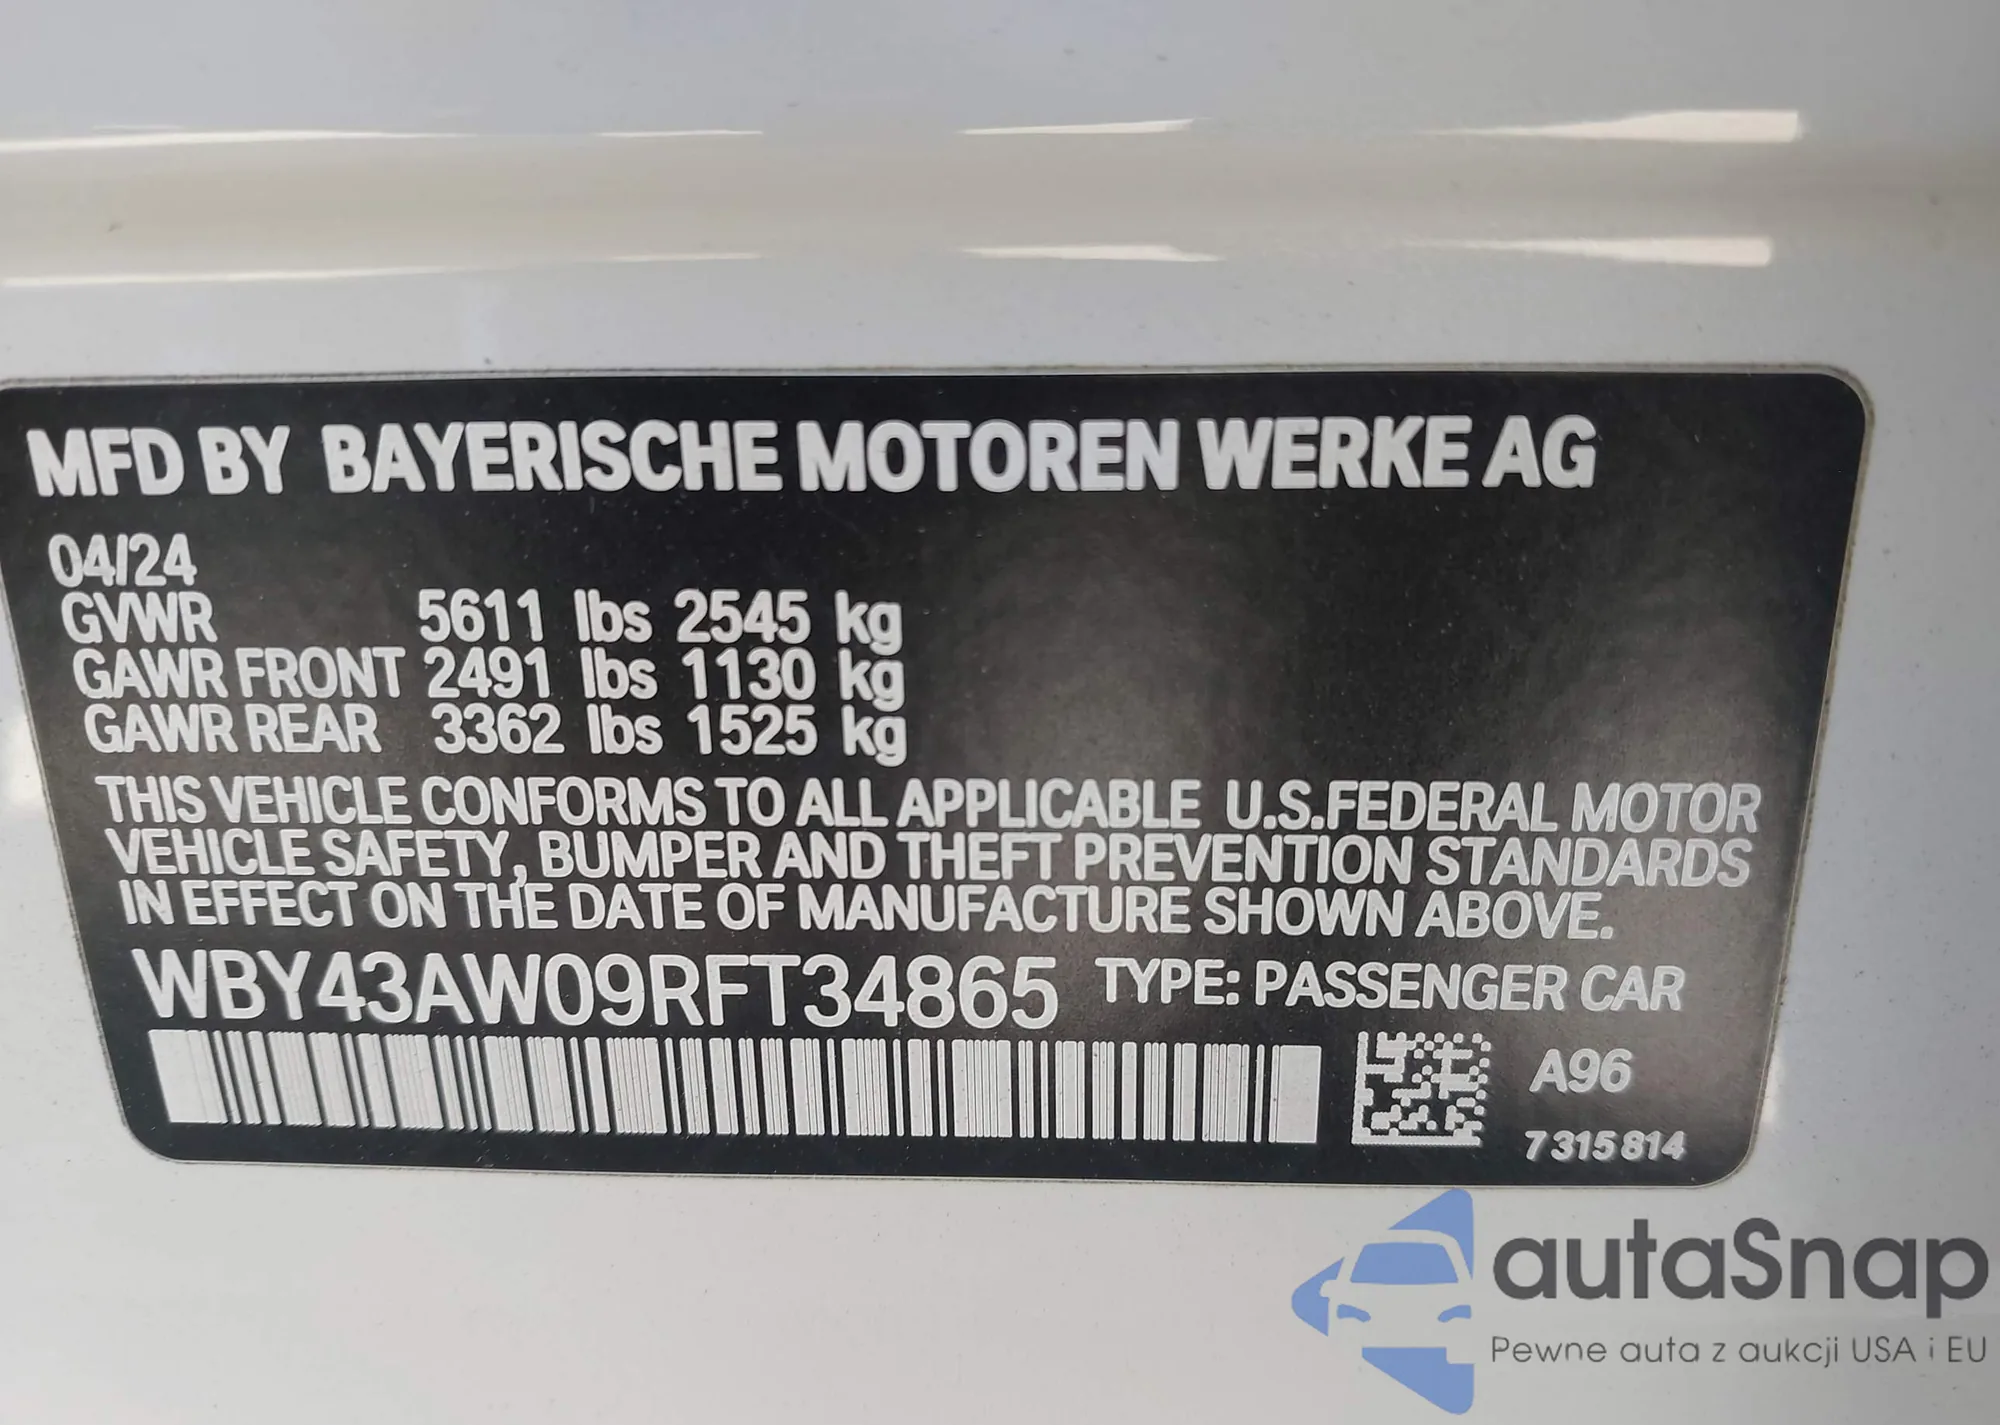 MFD BY BAYERISCHE MOTOREN WERKE AG
04/24
GVWR 5611 lbs 2545 kg
GAWR FRONT 2491 lbs 1130 kg
GAWR REAR 3362 lbs 1525 kg
THIS VEHICLE CONFORMS TO ALL APPLICABLE U.S.FEDERAL MOTOR
VEHICLE SAFETY, BUMPER AND THEFT PREVENTION STANDARDS
IN EFFECT ON THE DATE OF MANUFACTURE SHOWN ABOVE.
WBY43AW09RFT34865 TYPE: PASSENGER CAR
A96
7315814
autaSnap
Pewne auta z aukcji USA i EU